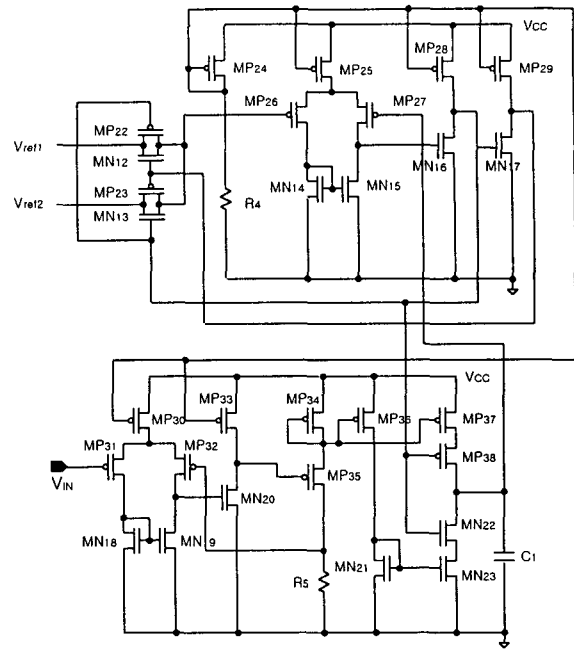 Vcc
MP24
MP25
MP28
MP29
MP26
MP27
MP22
Vref1
MN12
MP23
Vref2
MN13
MN16
MN17
MN14
MN15
R4
Vcc
MP33
MP34
MP30
MP36
MP37
MP31
MP32
MP38
MP35
VIN
MN20
MN22
MN18
MN19
MN21
MN23
R5
C1